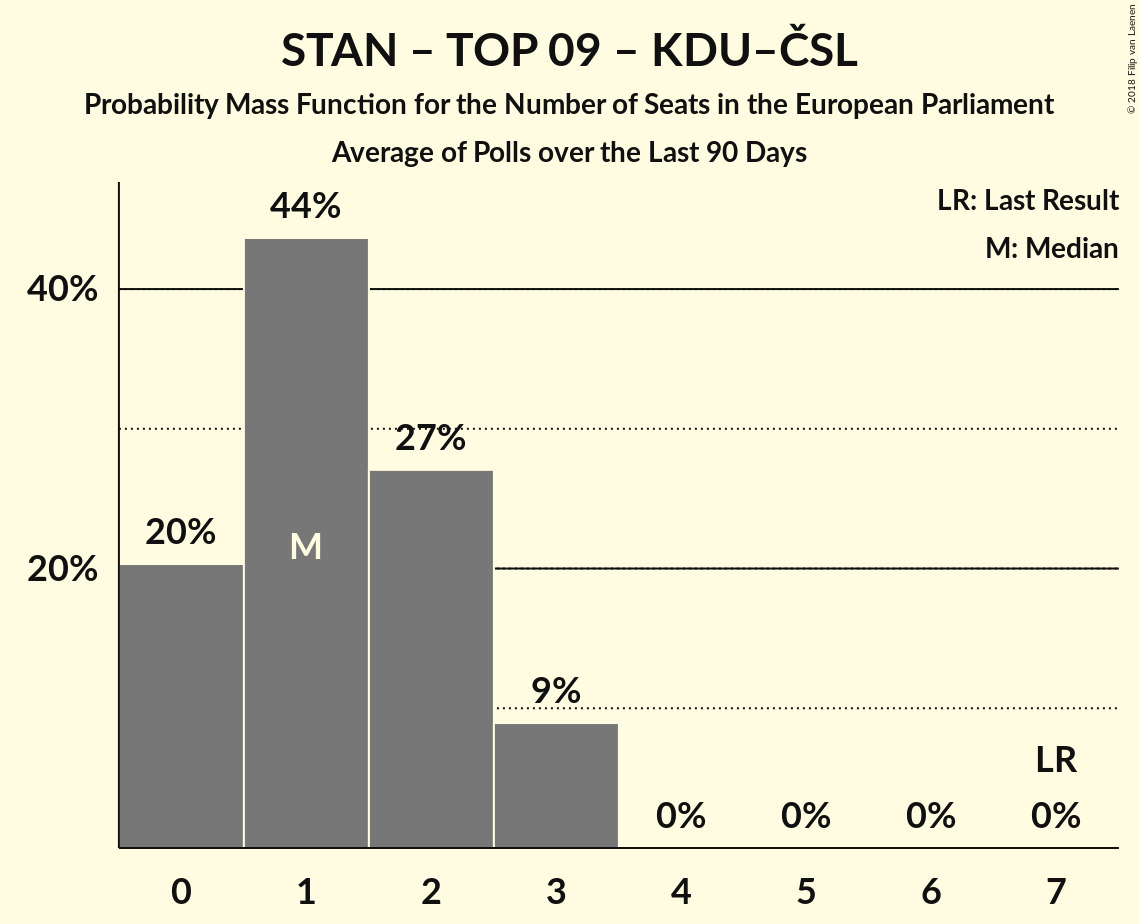 STAN – TOP 09 – KDU–ČSL
Probability Mass Function for the Number of Seats in the European Parliament
Average of Polls over the Last 90 Days
© 2018 Filip van Laenen
LR: Last Result
M: Median
44%
40%
27%
20%
M
20%
9%
LR
0% 0% 0% 0%
0 1 2 3 4 5 6 7